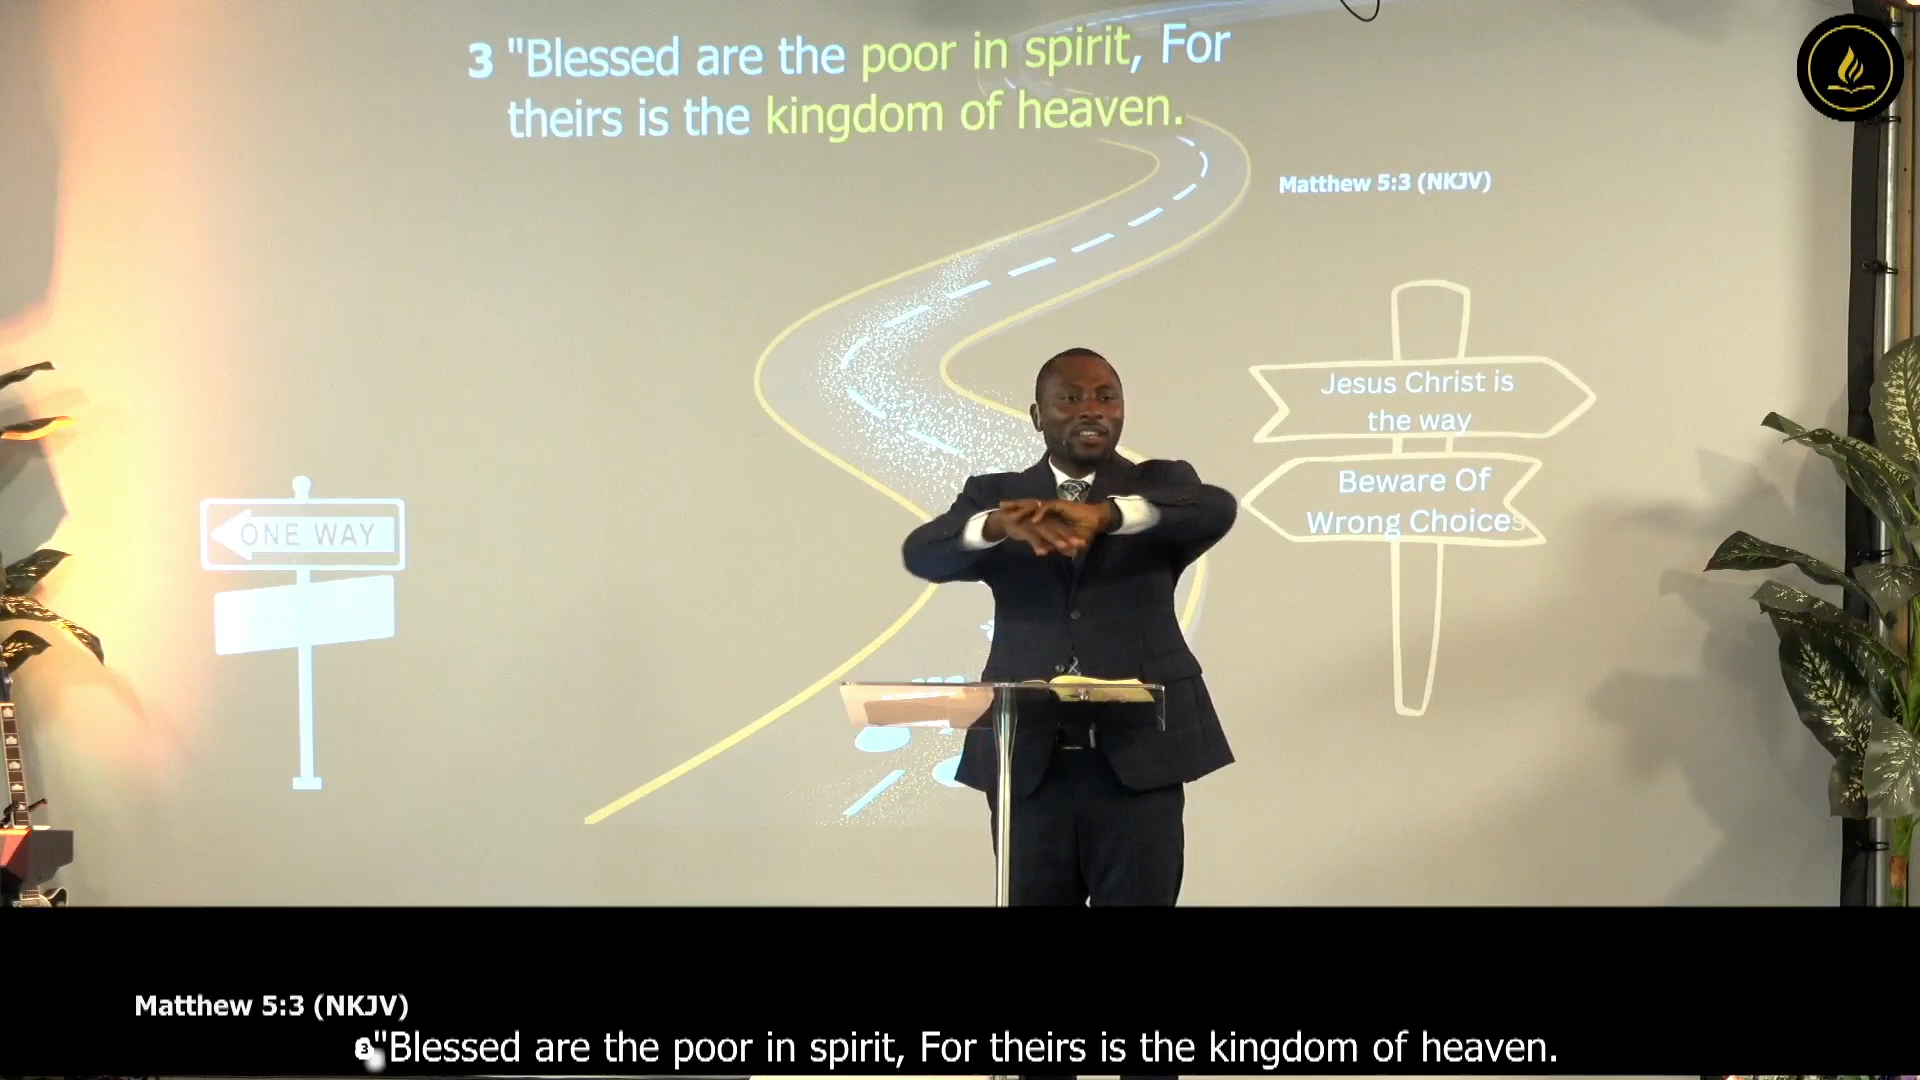 3 "Blessed are the poor in spirit, For
theirs is the kingdom of heaven.
Matthew 5:3 (NKJV)
Jesus Christ is
the way
Beware Of
Wrong Choices
ONE WAY
Matthew 5:3 (NKJV)
3 "Blessed are the poor in spirit, For theirs is the kingdom of heaven.